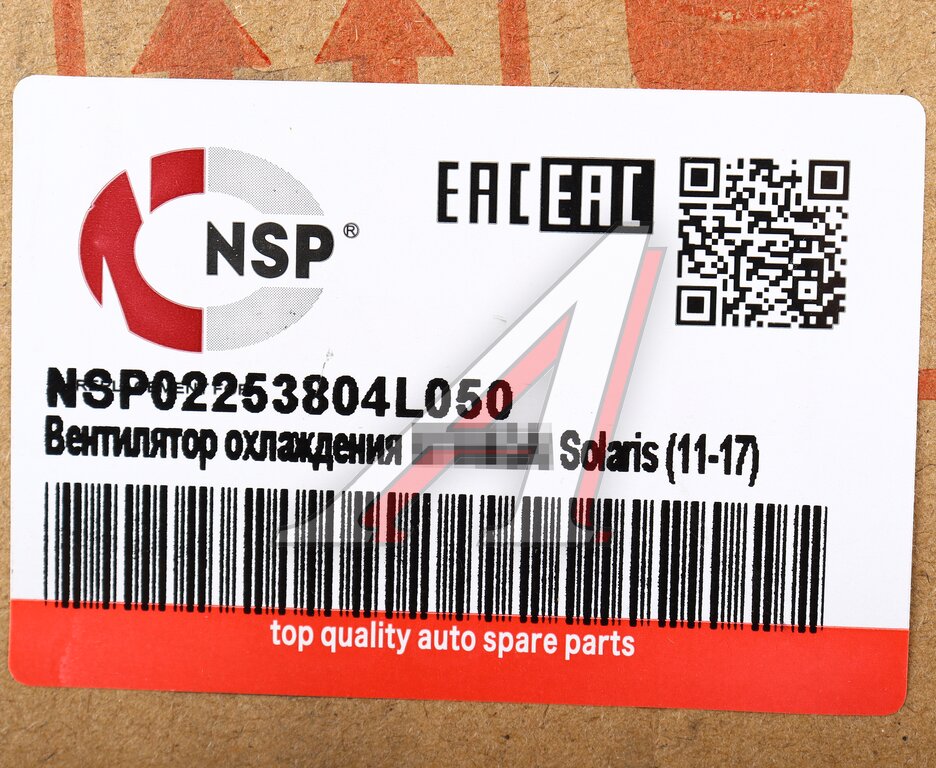 NSP®
EAC EAC
NSP02253804L050
Вентилятор охлаждения Solaris (11-17)
top quality auto spare parts